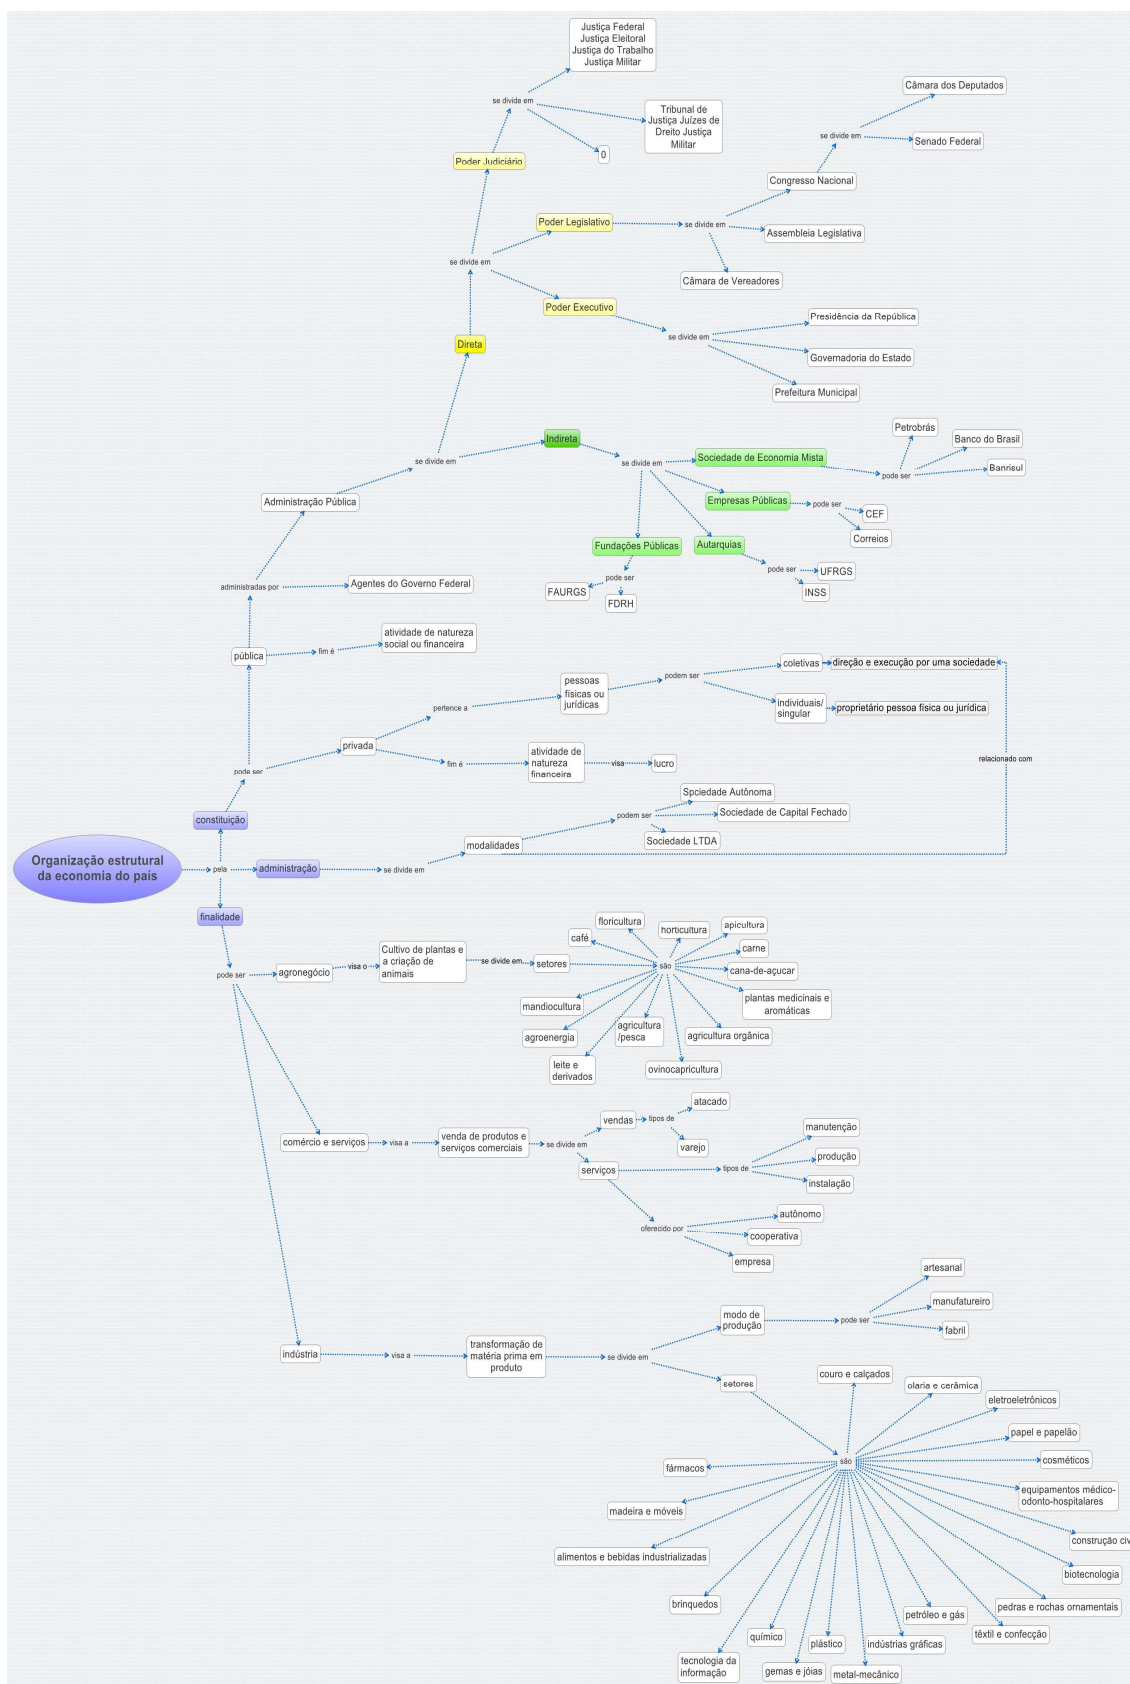 Justiça Federal
Justiça Eleitoral
Justiça do Trabalho
Justiça Militar
se divide em
Tribunal de
Justiça Juízes de
Direito Justiça
Militar
0
Poder Judiciário
Câmara dos Deputados
se divide em
Senado Federal
Congresso Nacional
Poder Legislativo
se divide em
Assembleia Legislativa
Câmara de Vereadores
se divide em
Poder Executivo
Presidência da República
se divide em
Governadoria do Estado
Prefeitura Municipal
Direta
Indireta
se divide em
se divide em
Sociedade de Economia Mista
Petrobrás
Banco do Brasil
pode ser
Banrisul
Administração Pública
Empresas Públicas
pode ser
CEF
Correios
Fundações Públicas
Autarquias
pode ser
UFRGS
INSS
pode ser
FAURGS
FDRH
administradas por
Agentes do Governo Federal
pública
fim é
atividade de natureza
social ou financeira
pertence a
pessoas
físicas ou
jurídicas
podem ser
coletivas
direção e execução por uma sociedade
individuais/
singular
proprietário pessoa física ou jurídica
privada
pode ser
fim é
atividade de
natureza
financeira
visa
lucro
relacionado com
constituição
Spciedade Autônoma
podem ser
Sociedade de Capital Fechado
Sociedade LTDA
modalidades
Organização estrutural
da economia do país
pela
administração
se divide em
finalidade
pode ser
agronegócio
visa o
Cultivo de plantas e
a criação de
animais
se divide em
setores
são
floricultura
horticultura
apicultura
café
carne
cana-de-açucar
plantas medicinais e
aromáticas
mandiocultura
agroenergia
agricultura
/pesca
agricultura orgânica
leite e
derivados
ovinocapricultura
comércio e serviços
visa a
venda de produtos e
serviços comerciais
se divide em
vendas
tipos de
atacado
varejo
serviços
tipos de
manutenção
produção
instalação
oferecido por
autônomo
cooperativa
empresa
indústria
visa a
transformação de
matéria prima em
produto
se divide em
modo de
produção
pode ser
artesanal
manufatureiro
fabril
setores
são
couro e calçados
olaria e cerâmica
eletroeletrônicos
papel e papelão
cosméticos
fármacos
equipamentos médico-
odonto-hospitalares
madeira e móveis
construção civ
alimentos e bebidas industrializadas
biotecnologia
brinquedos
pedras e rochas ornamentais
petróleo e gás
têxtil e confecção
químico
plástico
indústrias gráficas
tecnologia da
informação
gemas e jóias
metal-mecânico